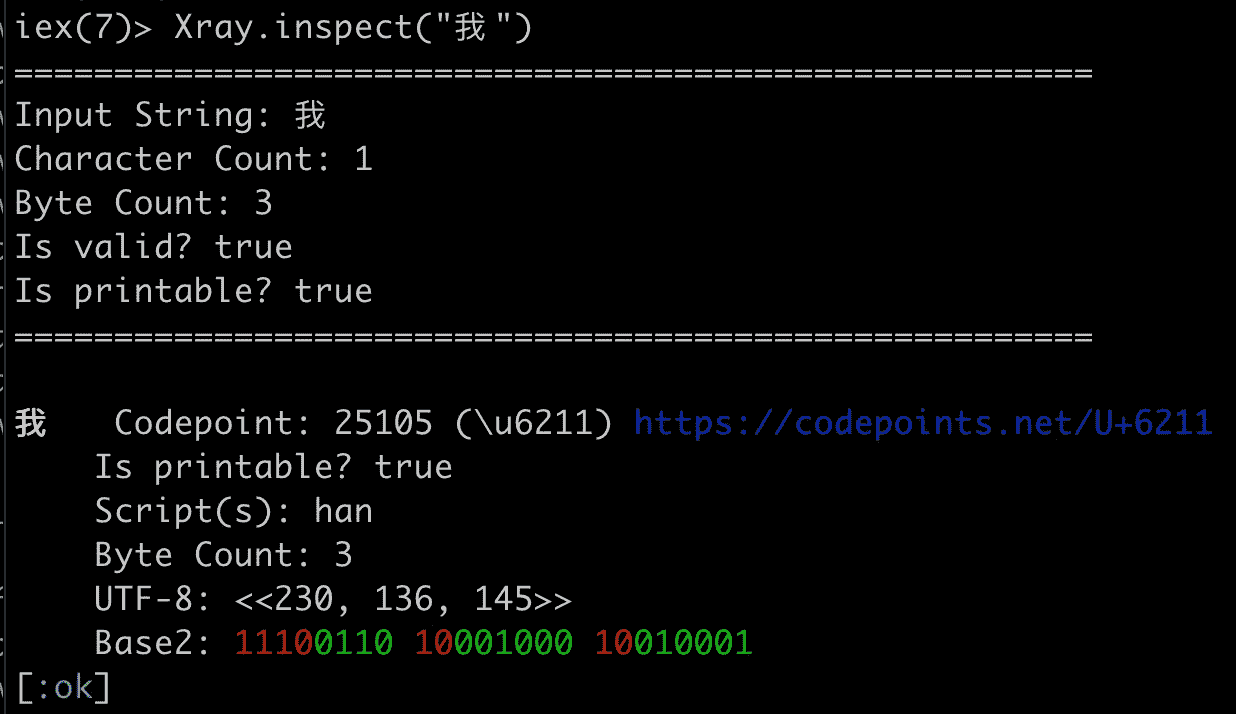 iex(7)> Xray.inspect("我")
======================================================
Input String: 我
Character Count: 1
Byte Count: 3
Is valid? true
Is printable? true
======================================================
我 Codepoint: 25105 (\u6211) https://codepoints.net/U+6211
Is printable? true
Script(s): han
Byte Count: 3
UTF-8: <<230, 136, 145>>
Base2: 11100110 10001000 10010001
[:ok]